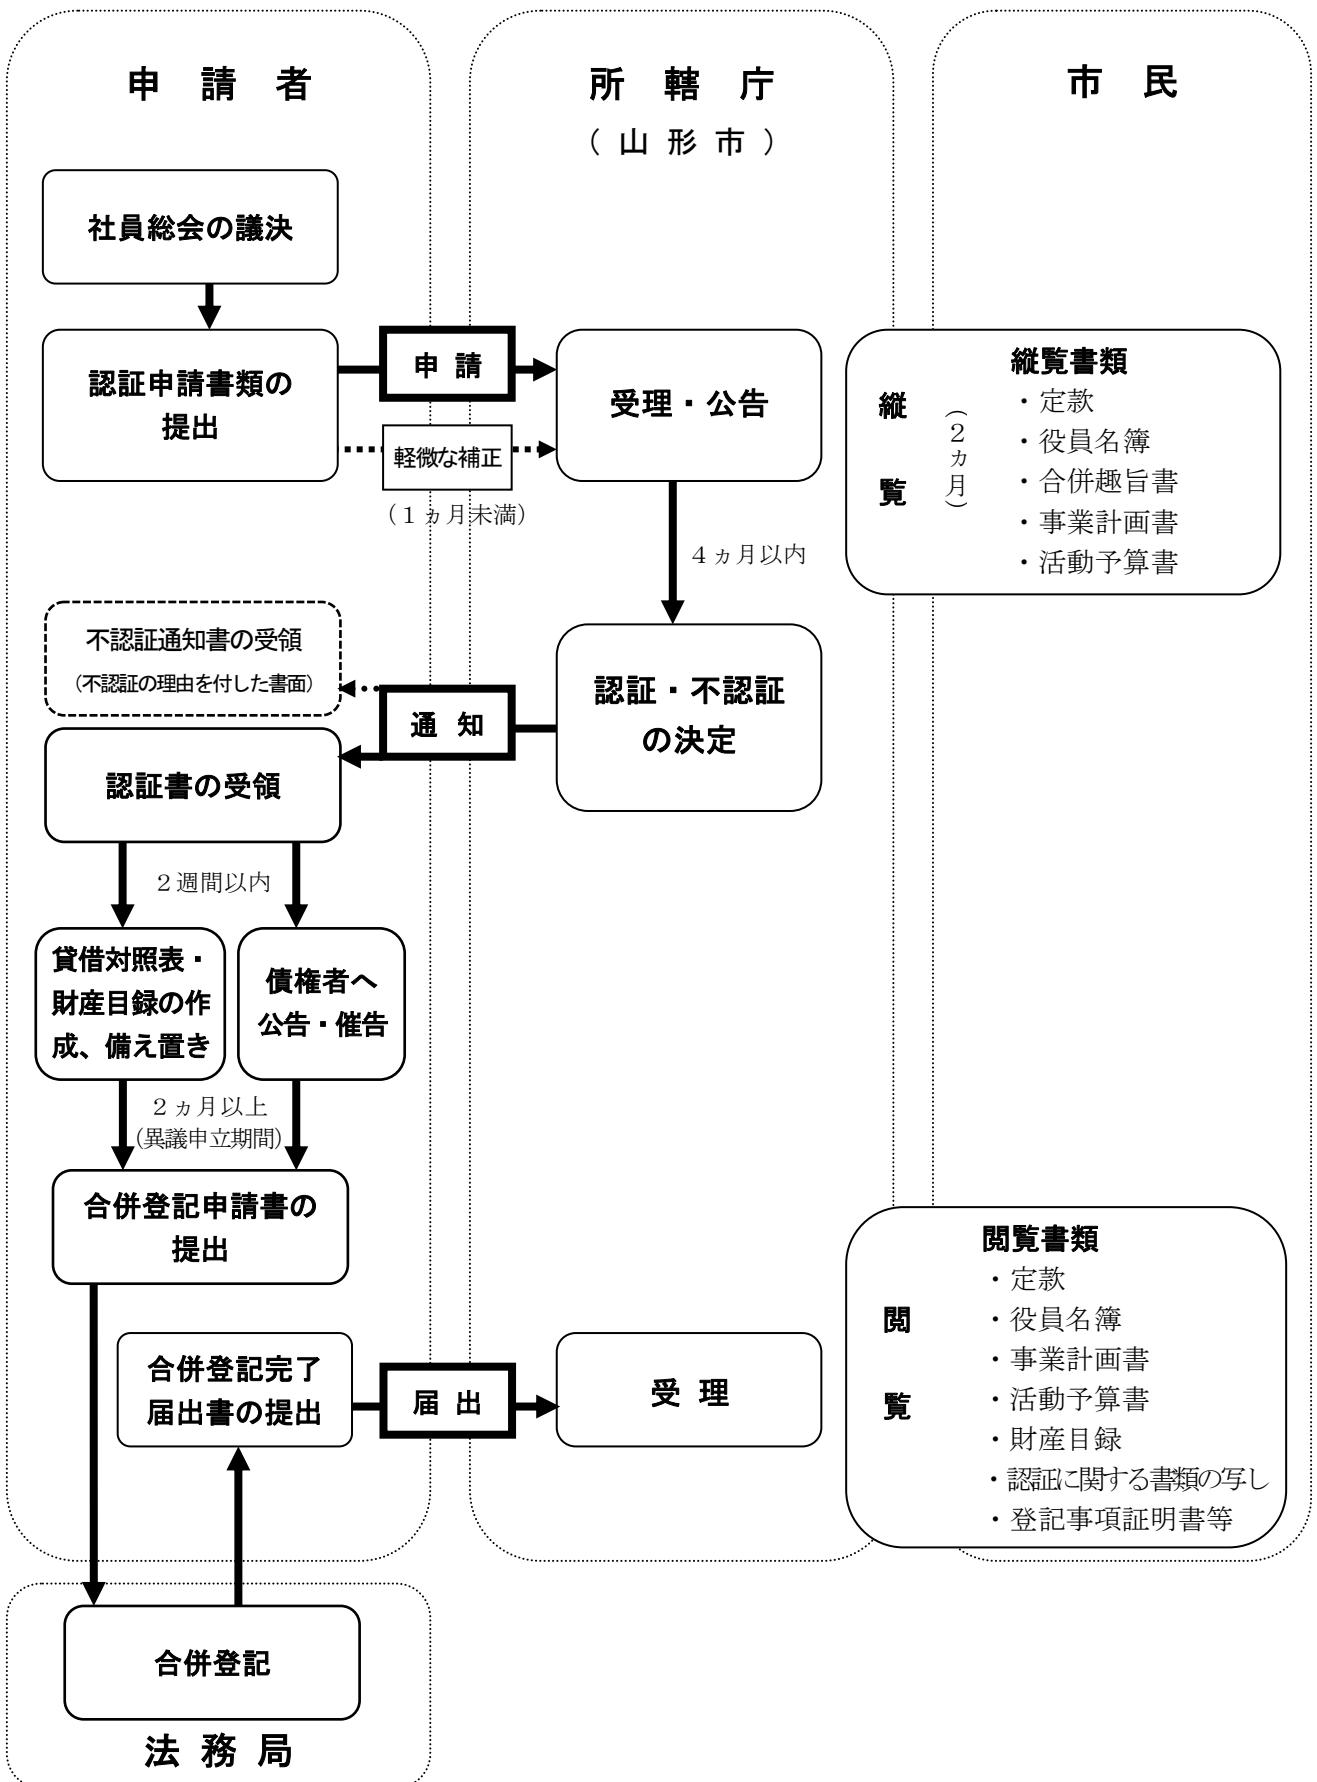 申 請 者
所 轄 庁
（ 山 形 市 ）
市 民
社員総会の議決
認証申請書類の
提出
申 請
軽微な補正
（１ヵ月未満）
受理・公告
４ヵ月以内
縦
覧
（２カ月）
縦覧書類
・定款
・役員名簿
・合併趣旨書
・事業計画書
・活動予算書
不認証通知書の受領
（不認証の理由を付した書面）
通 知
認証・不認証
の決定
認証書の受領
２週間以内
貸借対照表・
財産目録の作
成、備え置き
債権者へ
公告・催告
２ヵ月以上
（異議申立期間）
合併登記申請書の
提出
合併登記完了
届出書の提出
届 出
受 理
閲
覧
閲覧書類
・定款
・役員名簿
・事業計画書
・活動予算書
・財産目録
・認証に関する書類の写し
・登記事項証明書等
合併登記
法 務 局